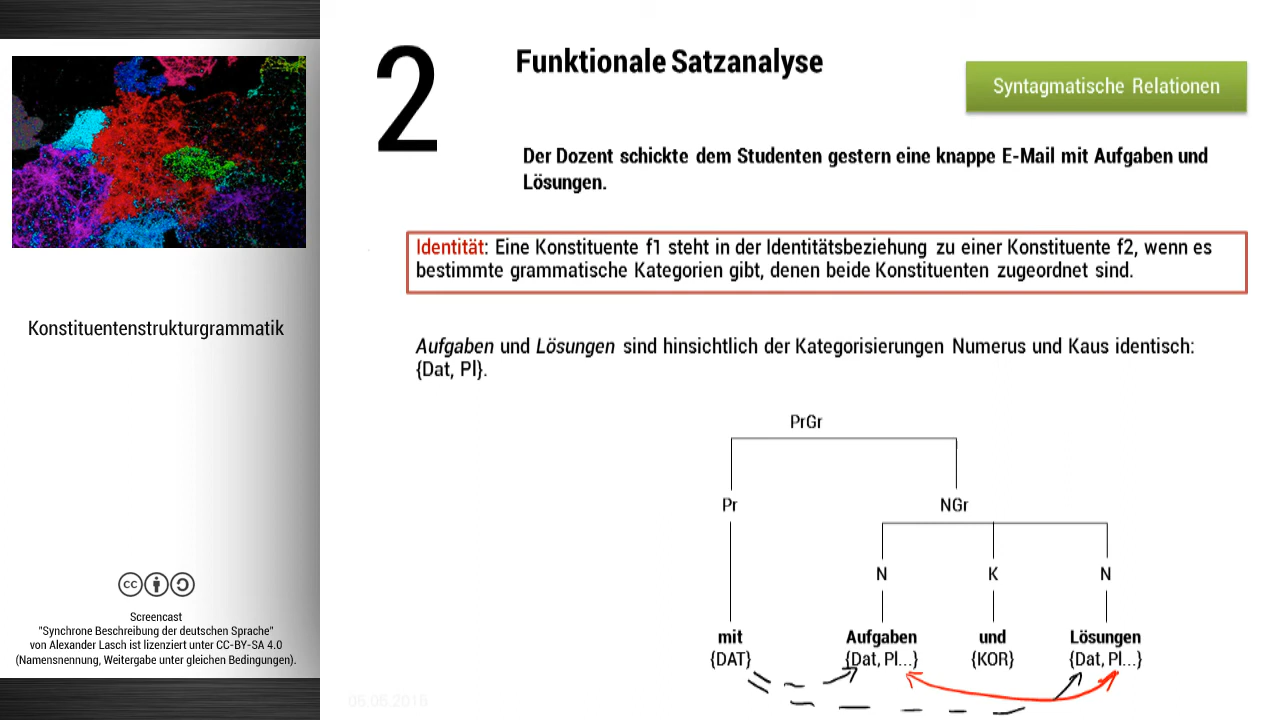 2
Funktionale Satzanalyse
Syntagmatische Relationen
Der Dozent schickte dem Studenten gestern eine knappe E-Mail mit Aufgaben und
Lösungen.
Identität: Eine Konstituente f1 steht in der Identitätsbeziehung zu einer Konstituente f2, wenn es
bestimmte grammatische Kategorien gibt, denen beide Konstituenten zugeordnet sind.
Konstituentenstrukturgrammatik
Aufgaben und Lösungen sind hinsichtlich der Kategorisierungen Numerus und Kaus identisch:
{Dat, Pl}.
PrGr
Pr NGr
N K N
mit Aufgaben und Lösungen
{DAT} {Dat, Pl...} {KOR} {Dat, Pl...}
cc
Screencast
"Synchrone Beschreibung der deutschen Sprache"
von Alexander Lasch ist lizenziert unter CC-BY-SA 4.0
(Namensnennung, Weitergabe unter gleichen Bedingungen).
06.06.2016